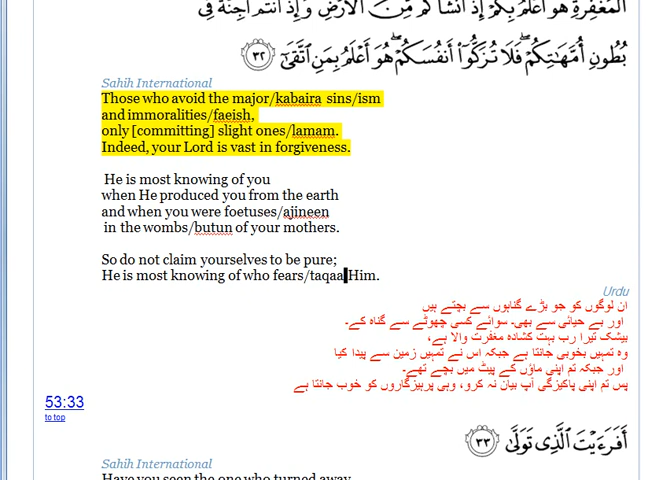 الْمَغْفِرَةِ هُوَ أَعْلَمُ بِكُمْ إِذْ أَنشَأَكُم مِّنَ الْأَرْضِ وَإِذْ أَنتُمْ أَجِنَّةٌ فِي
بُطُونِ أُمَّهَاتِكُمْ ۖ فَلَا تُزَكُّوا أَنفُسَكُمْ ۖ هُوَ أَعْلَمُ بِمَنِ اتَّقَىٰ ﴿٣٢﴾
Sahih International
Those who avoid the major/kabaira sins/ism
and immoralities/faeish,
only [committing] slight ones/lamam.
Indeed, your Lord is vast in forgiveness.
He is most knowing of you
when He produced you from the earth
and when you were foetuses/ajineen
in the wombs/butun of your mothers.
So do not claim yourselves to be pure;
He is most knowing of who fears/taqaa Him.
Urdu
ان لوگوں کو جو بڑے گناہوں سے بچتے ہیں
اور بے حیائی سے بھی۔ سوائے کسی چھوٹے سے گناہ کے۔
بیشک تیرا رب بہت کشادہ مغفرت والا ہے،
وہ تمہیں بخوبی جانتا ہے جبکہ اس نے تمہیں زمین سے پیدا کیا
اور جبکہ تم اپنی ماؤں کے پیٹ میں بچے تھے۔
پس تم اپنی پاکیزگی آپ بیان نہ کرو، وہی پرہیزگاروں کو خوب جانتا ہے
53:33
to top
أَفَرَأَيْتَ الَّذِي تَوَلَّىٰ ﴿٣٣﴾
Sahih International
Have you seen the one who turned away